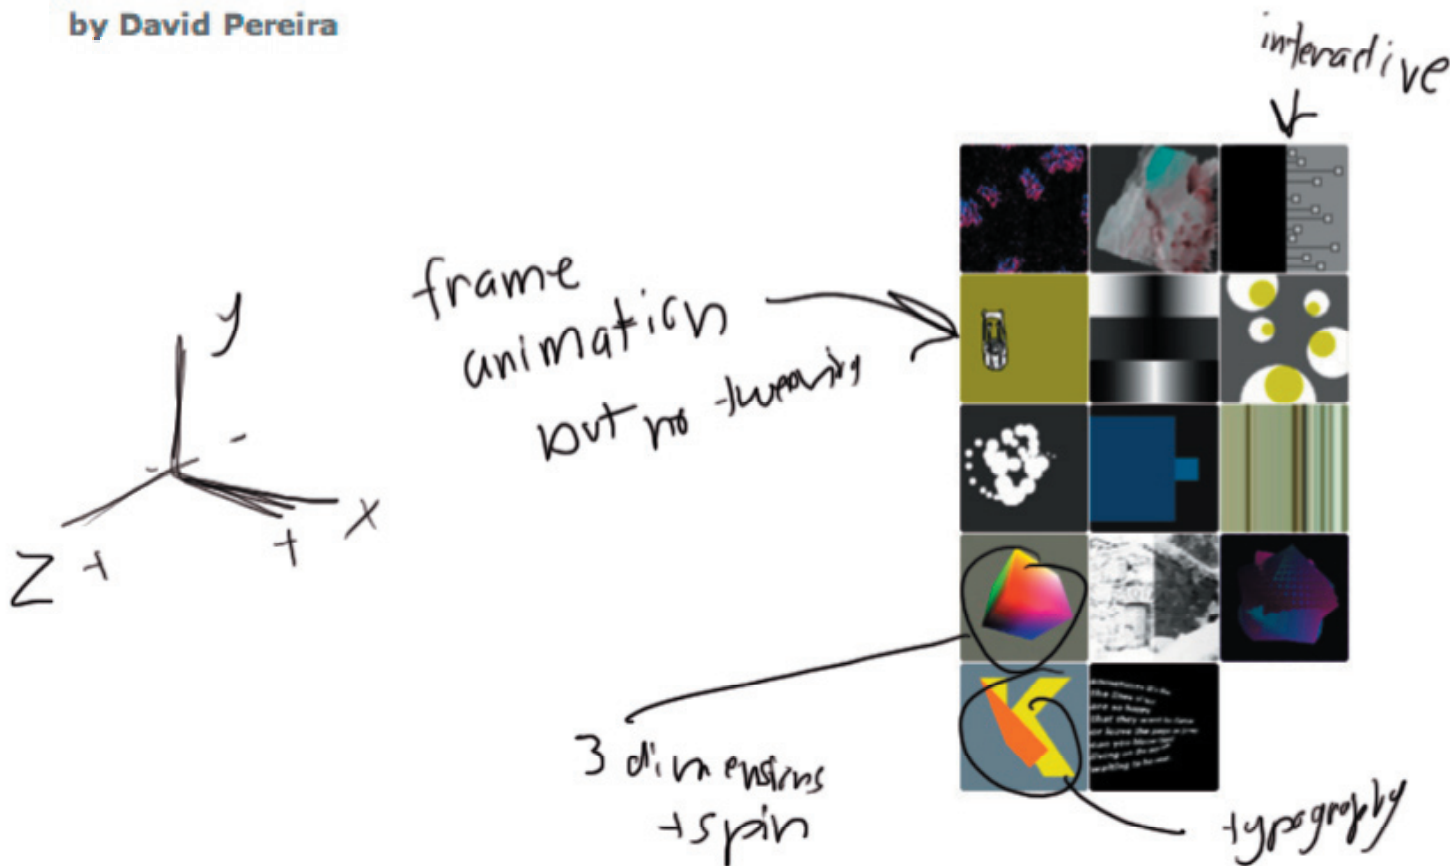 by David Pereira
interactive
y
frame
animation
but no tweening
-
-
x
+
Z +
3 dimensions
+ spin
typography